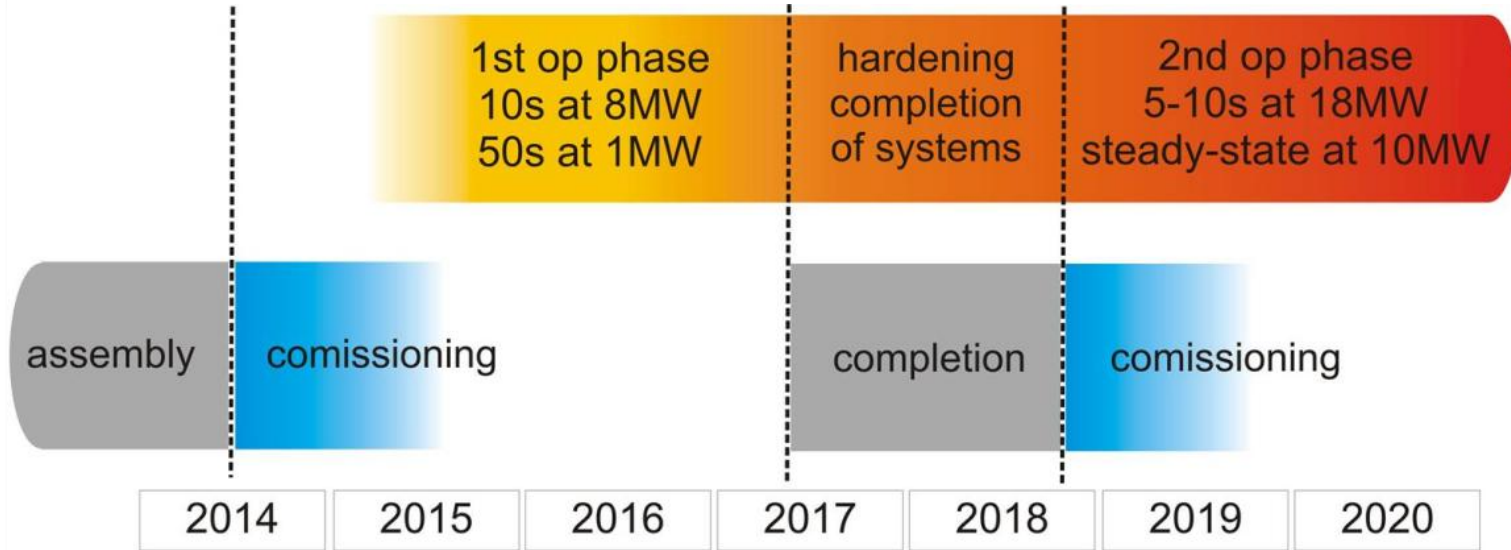 1st op phase
10s at 8MW
50s at 1MW
hardening
completion
of systems
2nd op phase
5-10s at 18MW
steady-state at 10MW
assembly
comissioning
completion
comissioning
2014
2015
2016
2017
2018
2019
2020